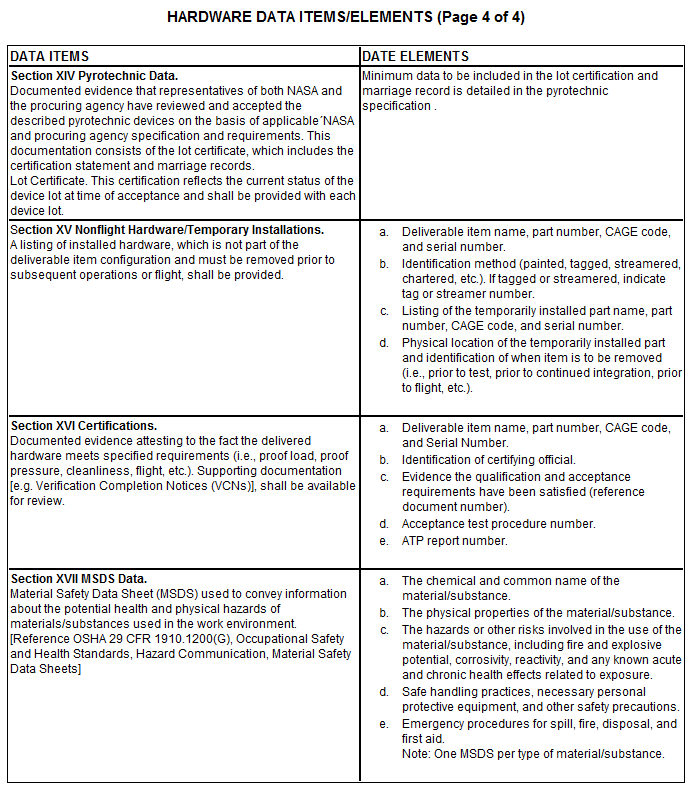 HARDWARE DATA ITEMS/ELEMENTS (Page 4 of 4)
DATA ITEMS
DATE ELEMENTS
Section XIV Pyrotechnic Data.
Documented evidence that representatives of both NASA and
the procuring agency have reviewed and accepted the
described pyrotechnic devices on the basis of applicable´NASA
and procuring agency specification and requirements. This
documentation consists of the lot certificate, which includes the
certification statement and marriage records.
Lot Certificate. This certification reflects the current status of the
device lot at time of acceptance and shall be provided with each
device lot.
Minimum data to be included in the lot certification and
marriage record is detailed in the pyrotechnic
specification .
Section XV Nonflight Hardware/Temporary Installations.
A listing of installed hardware, which is not part of the
deliverable item configuration and must be removed prior to
subsequent operations or flight, shall be provided.
a. Deliverable item name, part number, CAGE code,
and serial number.
b. Identification method (painted, tagged, streamered,
chartered, etc.). If tagged or streamered, indicate
tag or streamer number.
c. Listing of the temporarily installed part name, part
number, CAGE code, and serial number.
d. Physical location of the temporarily installed part
and identification of when item is to be removed
(i.e., prior to test, prior to continued integration, prior
to flight, etc.).
Section XVI Certifications.
Documented evidence attesting to the fact the delivered
hardware meets specified requirements (i.e., proof load, proof
pressure, cleanliness, flight, etc.). Supporting documentation
[e.g. Verification Completion Notices (VCNs)], shall be available
for review.
a. Deliverable item name, part number, CAGE code,
and Serial Number.
b. Identification of certifying official.
c. Evidence the qualification and acceptance
requirements have been satisfied (reference
document number).
d. Acceptance test procedure number.
e. ATP report number.
Section XVII MSDS Data.
Material Safety Data Sheet (MSDS) used to convey information
about the potential health and physical hazards of
materials/substances used in the work environment.
[Reference OSHA 29 CFR 1910.1200(G), Occupational Safety
and Health Standards, Hazard Communication, Material Safety
Data Sheets]
a. The chemical and common name of the
material/substance.
b. The physical properties of the material/substance.
c. The hazards or other risks involved in the use of the
material/substance, including fire and explosive
potential, corrosivity, reactivity, and any known acute
and chronic health effects related to exposure.
d. Safe handling practices, necessary personal
protective equipment, and other safety precautions.
e. Emergency procedures for spill, fire, disposal, and
first aid.
Note: One MSDS per type of material/substance.